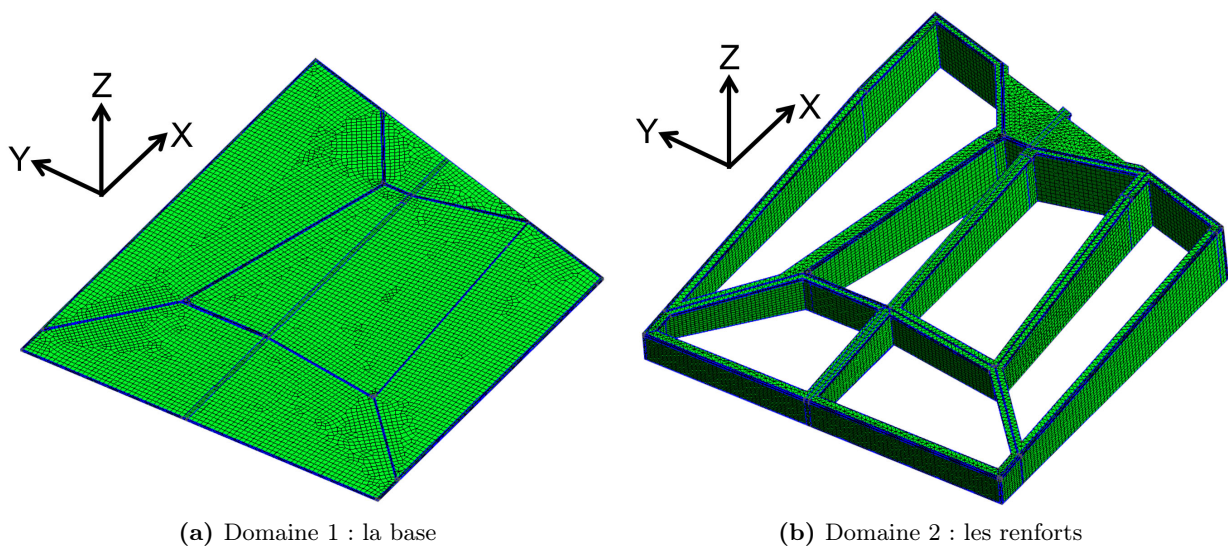 Z
X
Y
Z
X
Y
(a) Domaine 1 : la base
(b) Domaine 2 : les renforts